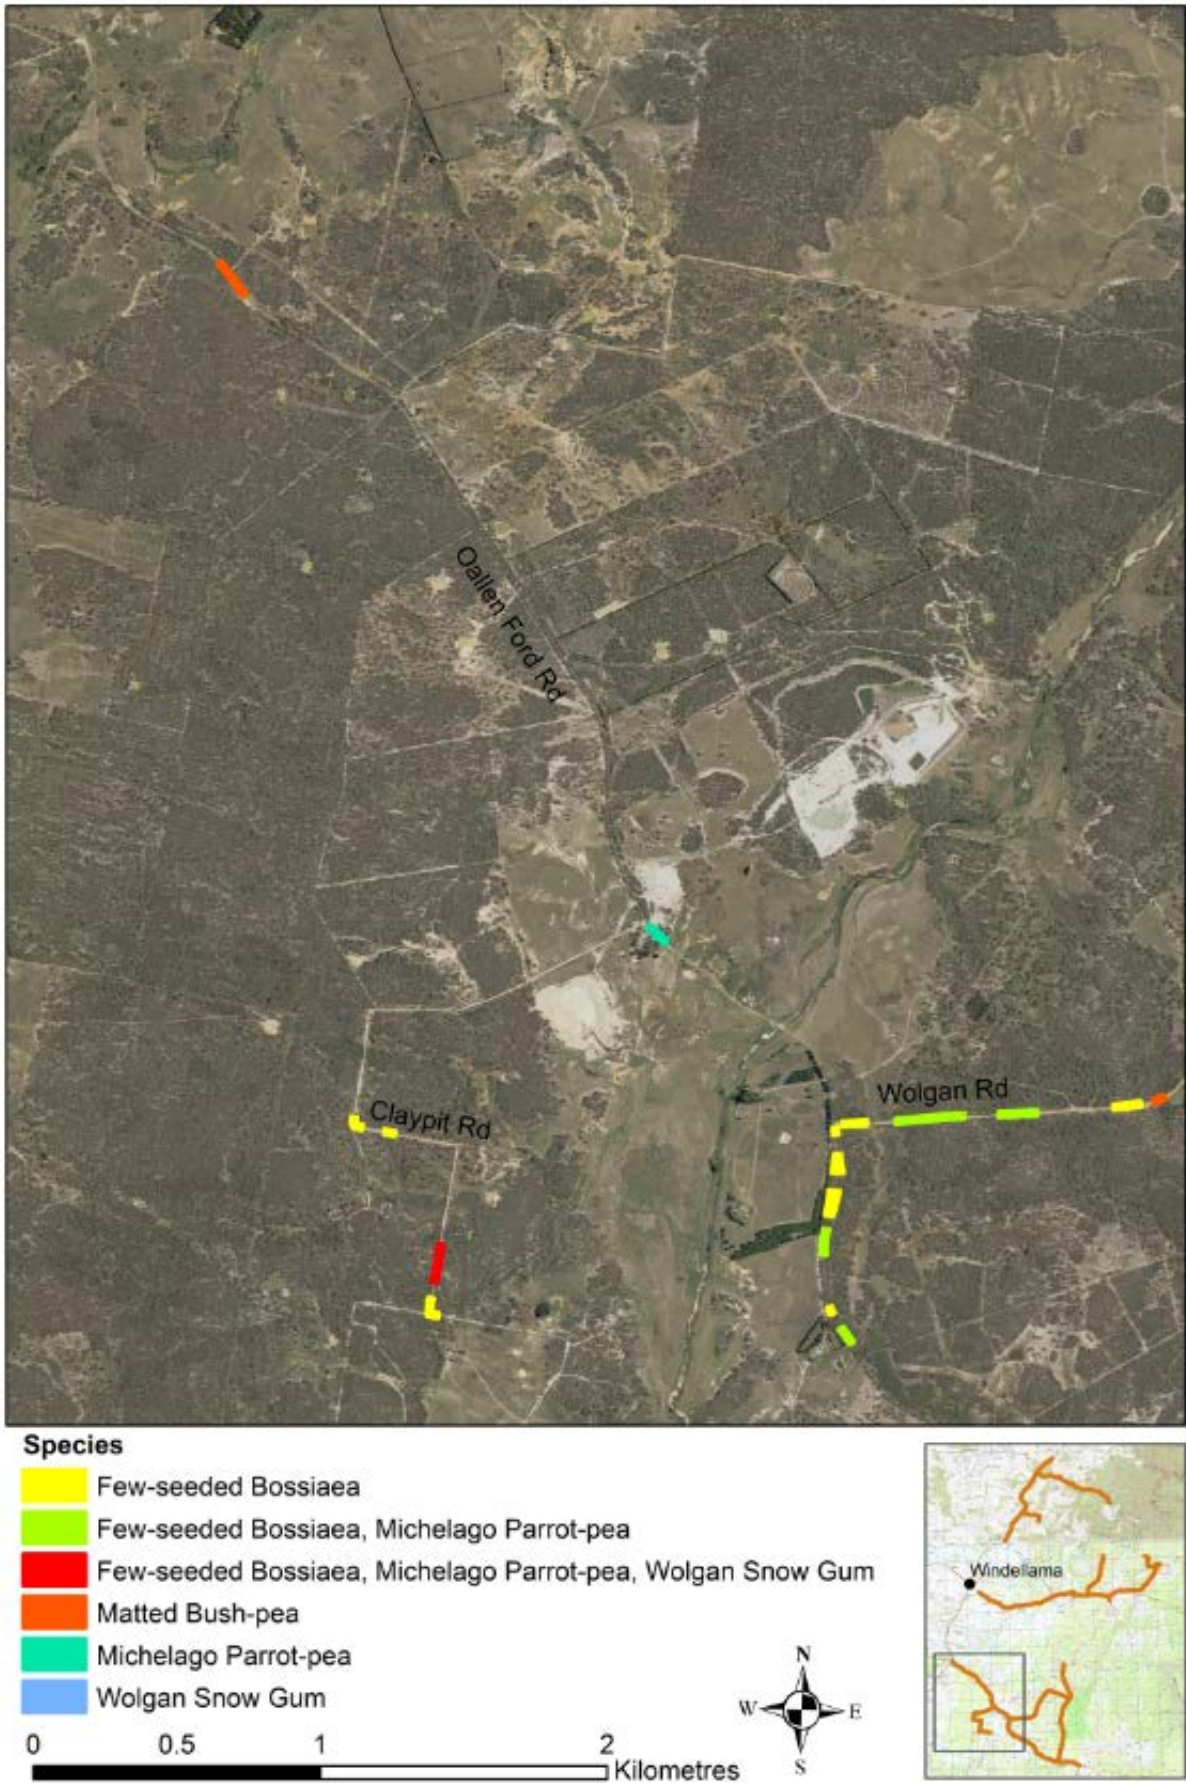 Oallen Ford Rd
Wolgan Rd
Claypit Rd
Species
Few-seeded Bossiaea
Few-seeded Bossiaea, Michelago Parrot-pea
Few-seeded Bossiaea, Michelago Parrot-pea, Wolgan Snow Gum
Matted Bush-pea
Michelago Parrot-pea
Wolgan Snow Gum
Windellama
N
W E
S
0 0.5 1 2
Kilometres